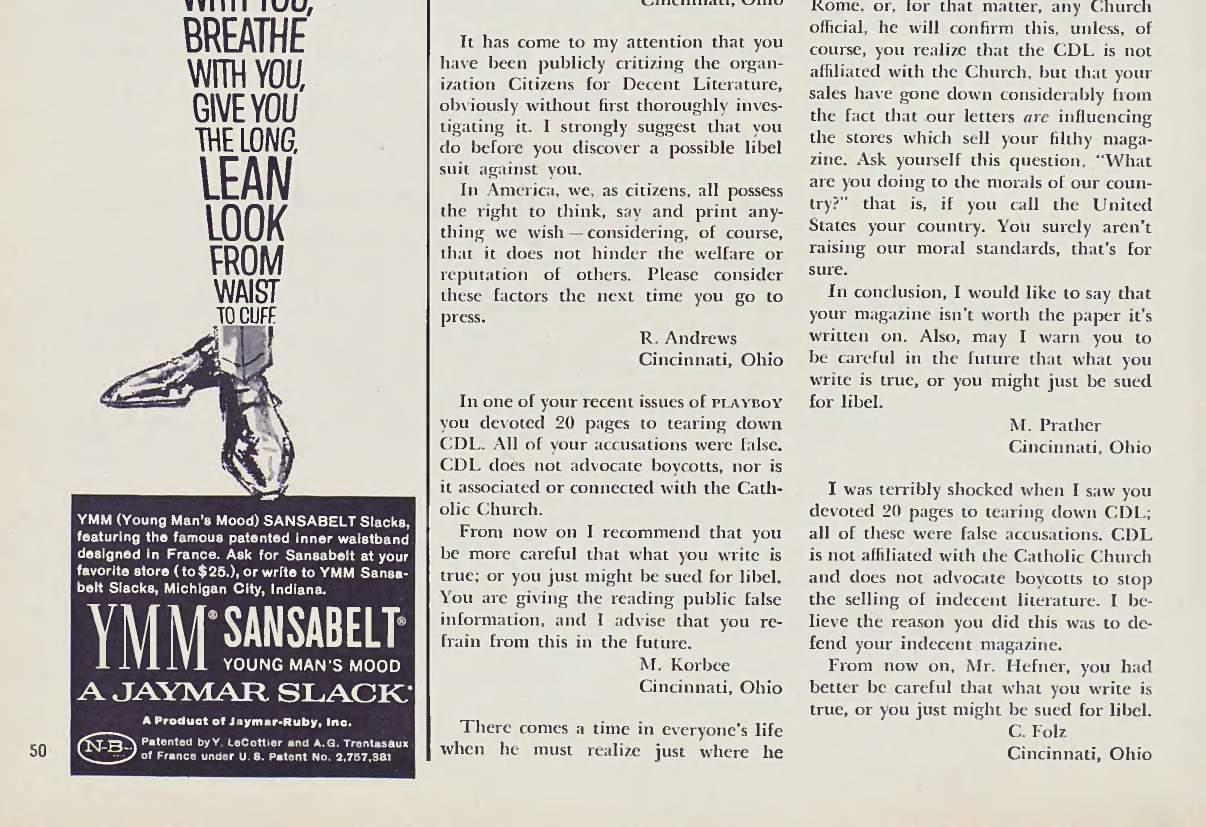 WITH YOU,
BREATHE
WITH YOU,
GIVE YOU
THE LONG,
LEAN
LOOK
FROM
WAIST
TO CUFF.
YMM (Young Man's Mood) SANSABELT Slacks,
featuring the famous patented inner waistband
designed in France. Ask for Sansabelt at your
favorite store (to $25.), or write to YMM Sansa-
belt Slacks, Michigan City, Indiana.
YMM® SANSABELT®
YOUNG MAN'S MOOD
A JAYMAR SLACK
A Product of Jaymar-Ruby, Inc.
N-B
Patented by Y. LeCottier and A.G. Trentasaux
of France under U. S. Patent No. 2,757,381
50
Cincinnati, Ohio
It has come to my attention that you
have been publicly critizing the organ-
ization Citizens for Decent Literature,
obviously without first thoroughly inves-
tigating it. I strongly suggest that you
do before you discover a possible libel
suit against you.
In America, we, as citizens, all possess
the right to think, say and print any-
thing we wish — considering, of course,
that it does not hinder the welfare or
reputation of others. Please consider
these factors the next time you go to
press.
R. Andrews
Cincinnati, Ohio
In one of your recent issues of PLAYBOY
you devoted 20 pages to tearing down
CDL. All of your accusations were false.
CDL does not advocate boycotts, nor is
it associated or connected with the Cath-
olic Church.
From now on I recommend that you
be more careful that what you write is
true; or you just might be sued for libel.
You are giving the reading public false
information, and I advise that you re-
frain from this in the future.
M. Korbee
Cincinnati, Ohio
There comes a time in everyone's life
when he must realize just where he
Rome, or, for that matter, any Church
official, he will confirm this, unless, of
course, you realize that the CDL is not
affiliated with the Church, but that your
sales have gone down considerably from
the fact that our letters are influencing
the stores which sell your filthy maga-
zine. Ask yourself this question, "What
are you doing to the morals of our coun-
try?" that is, if you call the United
States your country. You surely aren't
raising our moral standards, that's for
sure.
In conclusion, I would like to say that
your magazine isn't worth the paper it's
written on. Also, may I warn you to
be careful in the future that what you
write is true, or you might just be sued
for libel.
M. Prather
Cincinnati, Ohio
I was terribly shocked when I saw you
devoted 20 pages to tearing down CDL;
all of these were false accusations. CDL
is not affiliated with the Catholic Church
and does not advocate boycotts to stop
the selling of indecent literature. I be-
lieve the reason you did this was to de-
fend your indecent magazine.
From now on, Mr. Hefner, you had
better be careful that what you write is
true, or you just might be sued for libel.
C. Folz
Cincinnati, Ohio